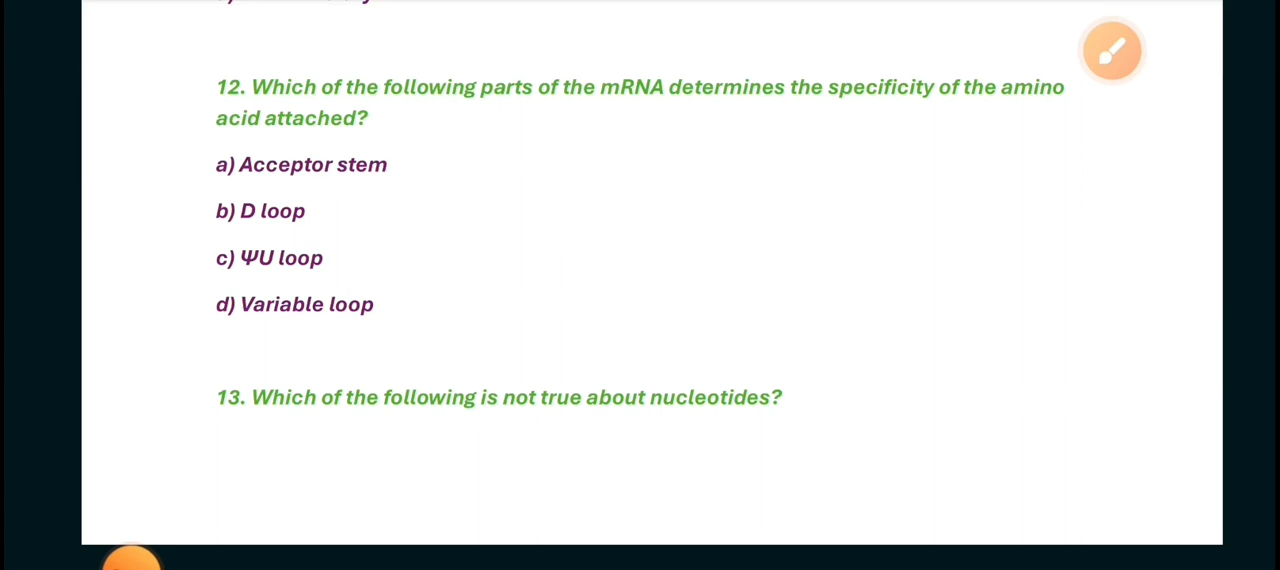 12. Which of the following parts of the mRNA determines the specificity of the amino
acid attached?
a) Acceptor stem
b) D loop
c) ΨU loop
d) Variable loop
13. Which of the following is not true about nucleotides?